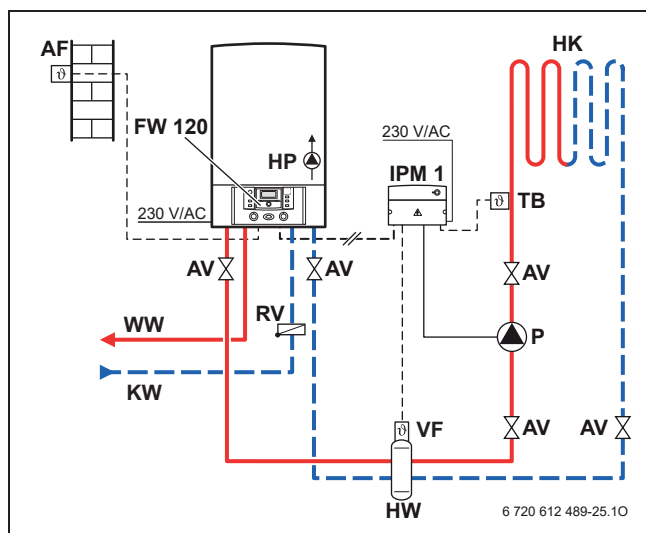 AF
HK
FW 120
HP
230 V/AC
IPM 1
230 V/AC
ϑ
ϑ
TB
AV
AV
AV
RV
WW
P
KW
ϑ
VF
AV
AV
HW
6 720 612 489-25.1O